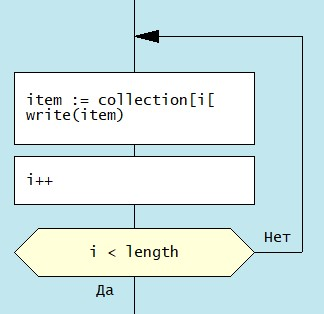 item := collection[i[
write(item)
i++
i < length
Нет
Да